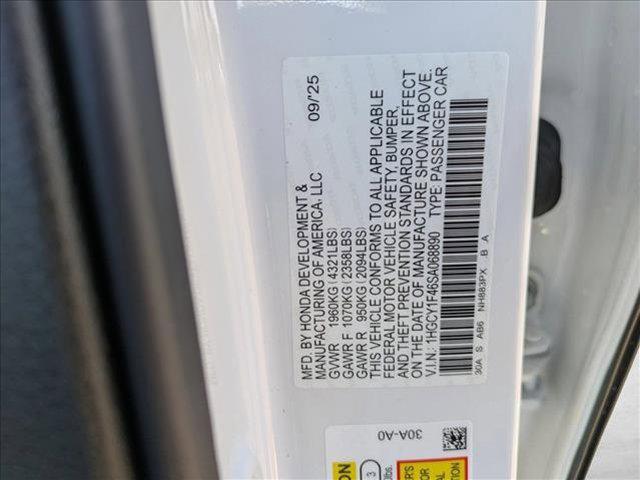 MFD. BY HONDA DEVELOPMENT & 09/'25
MANUFACTURING OF AMERICA, LLC
GVWR 1960KG(4321LBS)
GAWR F 1070KG(2358LBS)
GAWR R 950KG(2094LBS)
THIS VEHICLE CONFORMS TO ALL APPLICABLE
FEDERAL MOTOR VEHICLE SAFETY, BUMPER,
AND THEFT PREVENTION STANDARDS IN EFFECT
ON THE DATE OF MANUFACTURE SHOWN ABOVE.
V.I.N.: 1HGCY1F46SA068890 TYPE: PASSENGER CAR
30A S AB6 NH883PX B A
30A-A0
3
lbs.